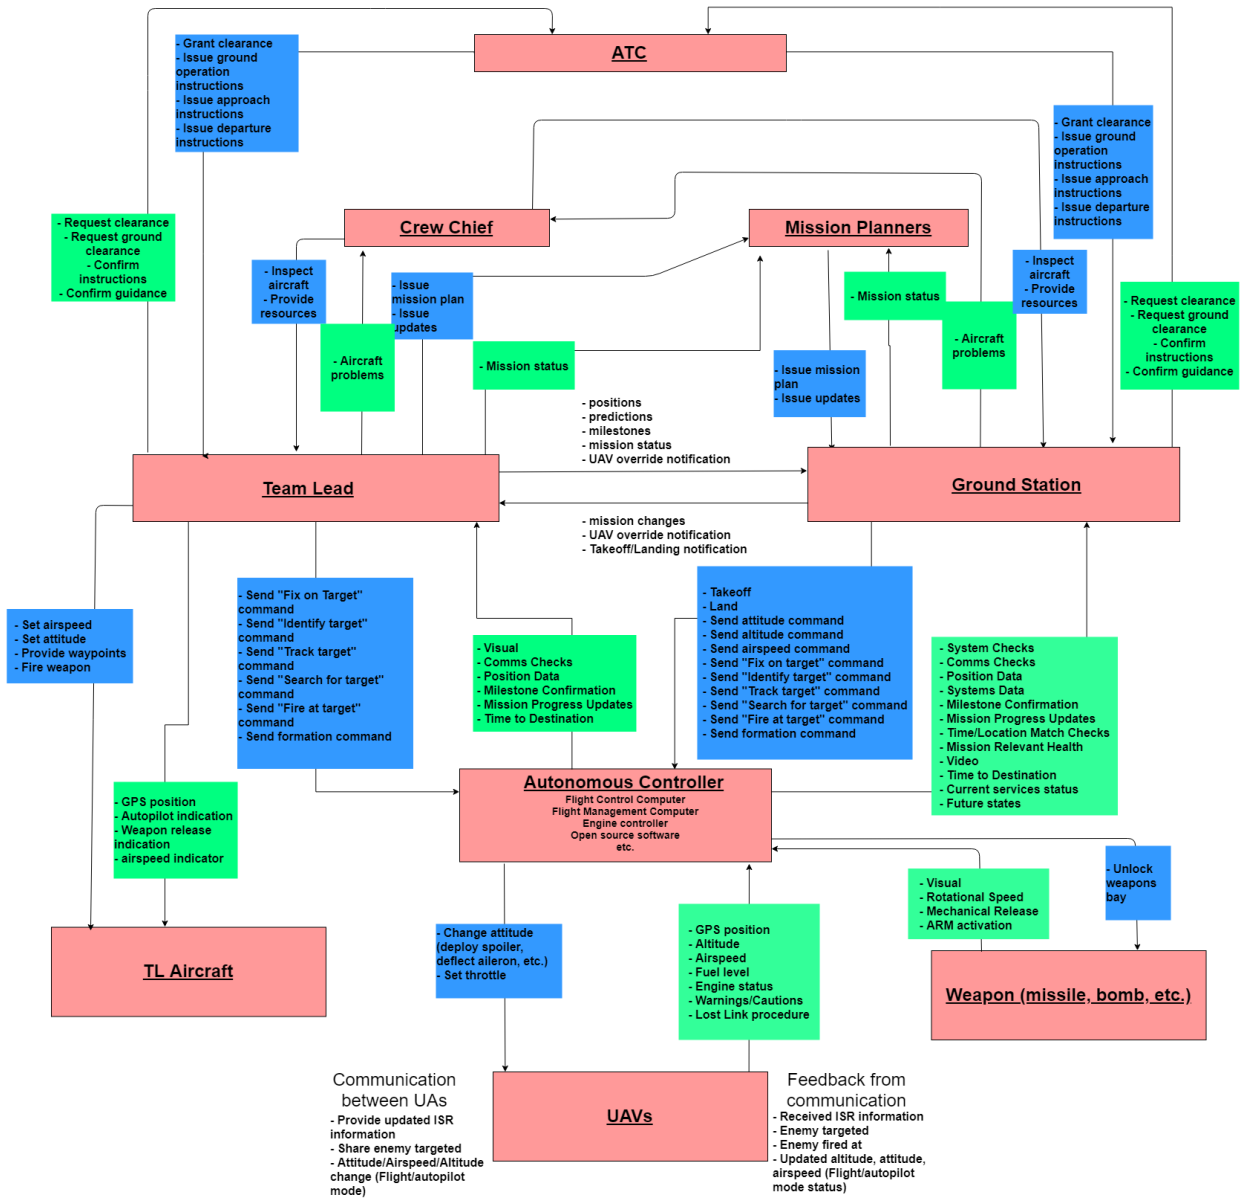 ATC
- Grant clearance
- Issue ground
operation
instructions
- Issue approach
instructions
- Issue departure
instructions
- Grant clearance
- Issue ground
operation
instructions
- Issue approach
instructions
- Issue departure
instructions
- Request clearance
- Request ground
clearance
- Confirm
instructions
- Confirm guidance
Crew Chief
Mission Planners
- Inspect
aircraft
- Provide
resources
- Issue
mission plan
- Issue
updates
- Mission status
- Inspect
aircraft
- Provide
resources
- Request clearance
- Request ground
clearance
- Confirm
instructions
- Confirm guidance
- Aircraft
problems
- Mission status
- Issue mission
plan
- Issue updates
- Aircraft
problems
- positions
- predictions
- milestones
- mission status
- UAV override notification
Team Lead
Ground Station
- mission changes
- UAV override notification
- Takeoff/Landing notification
- Set airspeed
- Set attitude
- Provide waypoints
- Fire weapon
- Send "Fix on Target"
command
- Send "Identify target"
command
- Send "Track target"
command
- Send "Search for target"
command
- Send "Fire at target"
command
- Send formation command
- Visual
- Comms Checks
- Position Data
- Milestone Confirmation
- Mission Progress Updates
- Time to Destination
- Takeoff
- Land
- Send attitude command
- Send altitude command
- Send airspeed command
- Send "Fix on target" command
- Send "Identify target" command
- Send "Track target" command
- Send "Search for target" command
- Send "Fire at target" command
- Send formation command
- System Checks
- Comms Checks
- Position Data
- Systems Data
- Milestone Confirmation
- Mission Progress Updates
- Time/Location Match Checks
- Mission Relevant Health
- Video
- Time to Destination
- Current services status
- Future states
- GPS position
- Autopilot indication
- Weapon release
indication
- airspeed indicator
Autonomous Controller
Flight Control Computer
Flight Management Computer
Engine controller
Open source software
etc.
- Unlock
weapons
bay
- Visual
- Rotational Speed
- Mechanical Release
- ARM activation
- Change attitude
(deploy spoiler,
deflect aileron, etc.)
- Set throttle
- GPS position
- Altitude
- Airspeed
- Fuel level
- Engine status
- Warnings/Cautions
- Lost Link procedure
TL Aircraft
Weapon (missile, bomb, etc.)
Communication
between UAs
- Provide updated ISR
information
- Share enemy targeted
- Attitude/Airspeed/Altitude
change (Flight/autopilot
mode)
UAVs
Feedback from
communication
- Received ISR information
- Enemy targeted
- Enemy fired at
- Updated altitude, attitude,
airspeed (Flight/autopilot
mode status)